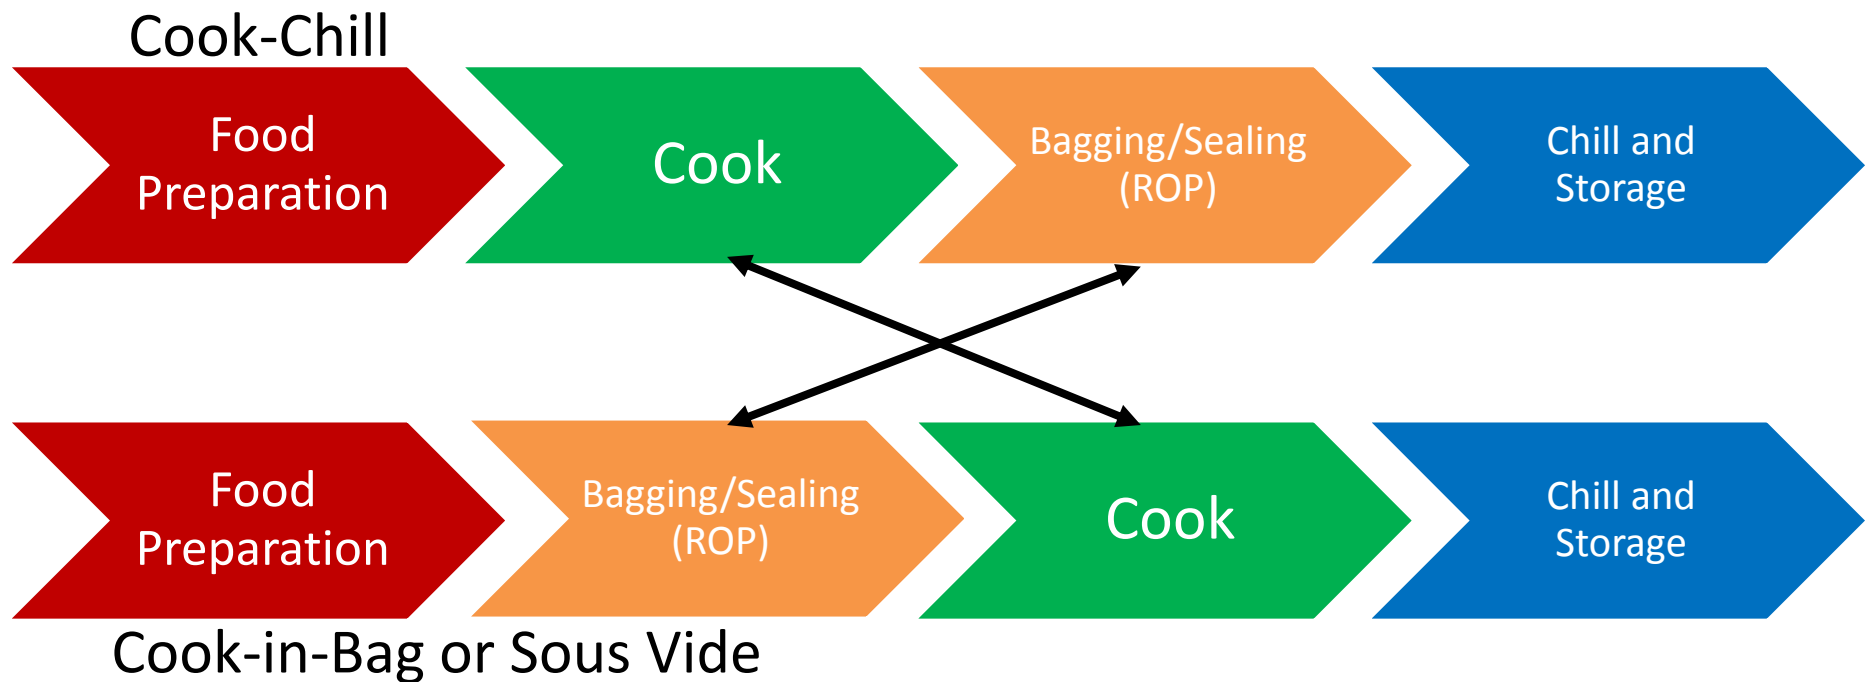 Cook-Chill
Food
Preparation
Cook
Bagging/Sealing
(ROP)
Chill and
Storage
Food
Preparation
Bagging/Sealing
(ROP)
Cook
Chill and
Storage
Cook-in-Bag or Sous Vide